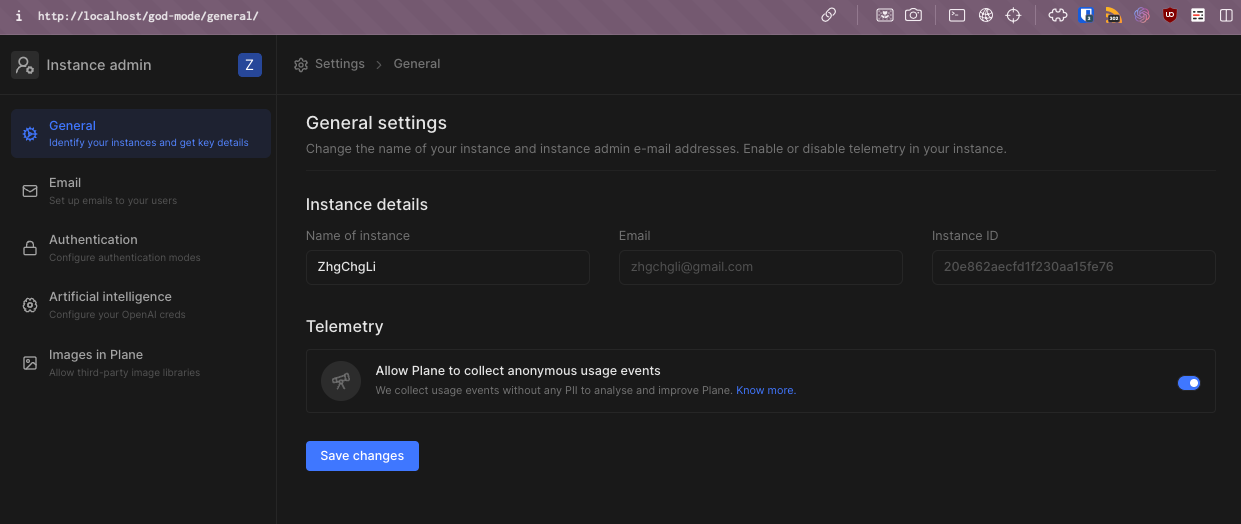 http://localhost/god-mode/general/
Instance admin
Z
Settings > General
General
Identify your instances and get key details
Email
Set up emails to your users
Authentication
Configure authentication modes
Artificial intelligence
Configure your OpenAI creds
Images in Plane
Allow third-party image libraries
General settings
Change the name of your instance and instance admin e-mail addresses. Enable or disable telemetry in your instance.
Instance details
Name of instance
ZhgChgLi
Email
zhgchgli@gmail.com
Instance ID
20e862aecfd1f230aa15fe76
Telemetry
Allow Plane to collect anonymous usage events
We collect usage events without any PII to analyse and improve Plane. Know more.
Save changes